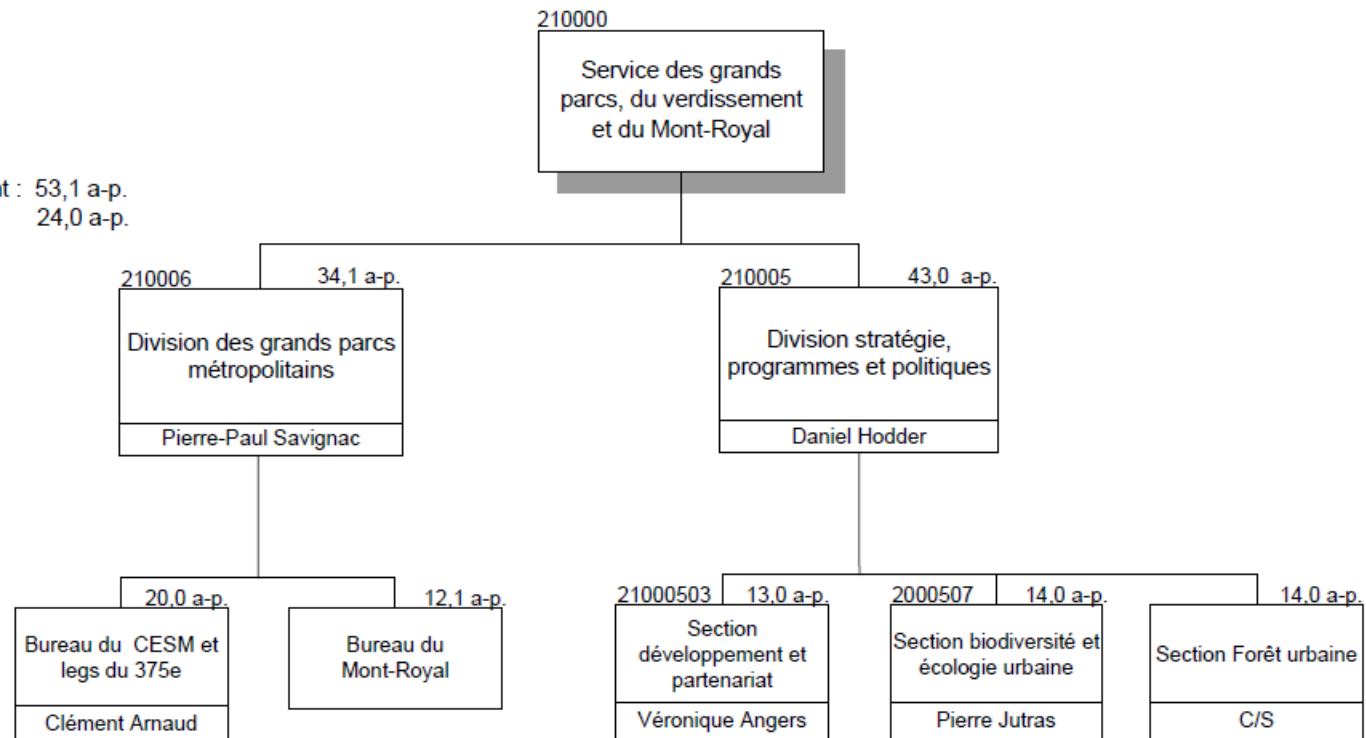 210000
Service des grands
parcs, du verdissement
et du Mont-Royal
: 53,1 a-p.
24,0 a-p.
210006
34,1 a-p.
Division des grands parcs
métropolitains
Pierre-Paul Savignac
210005
43,0 a-p.
Division stratégie,
programmes et politiques
Daniel Hodder
20,0 a-p.
Bureau du CESM et
legs du 375e
Clément Arnaud
12,1 a-p.
Bureau du
Mont-Royal
21000503
13,0 a-p.
Section
développement et
partenariat
Véronique Angers
2000507
14,0 a-p.
Section biodiversité et
écologie urbaine
Pierre Jutras
14,0 a-p.
Section Forêt urbaine
C/S